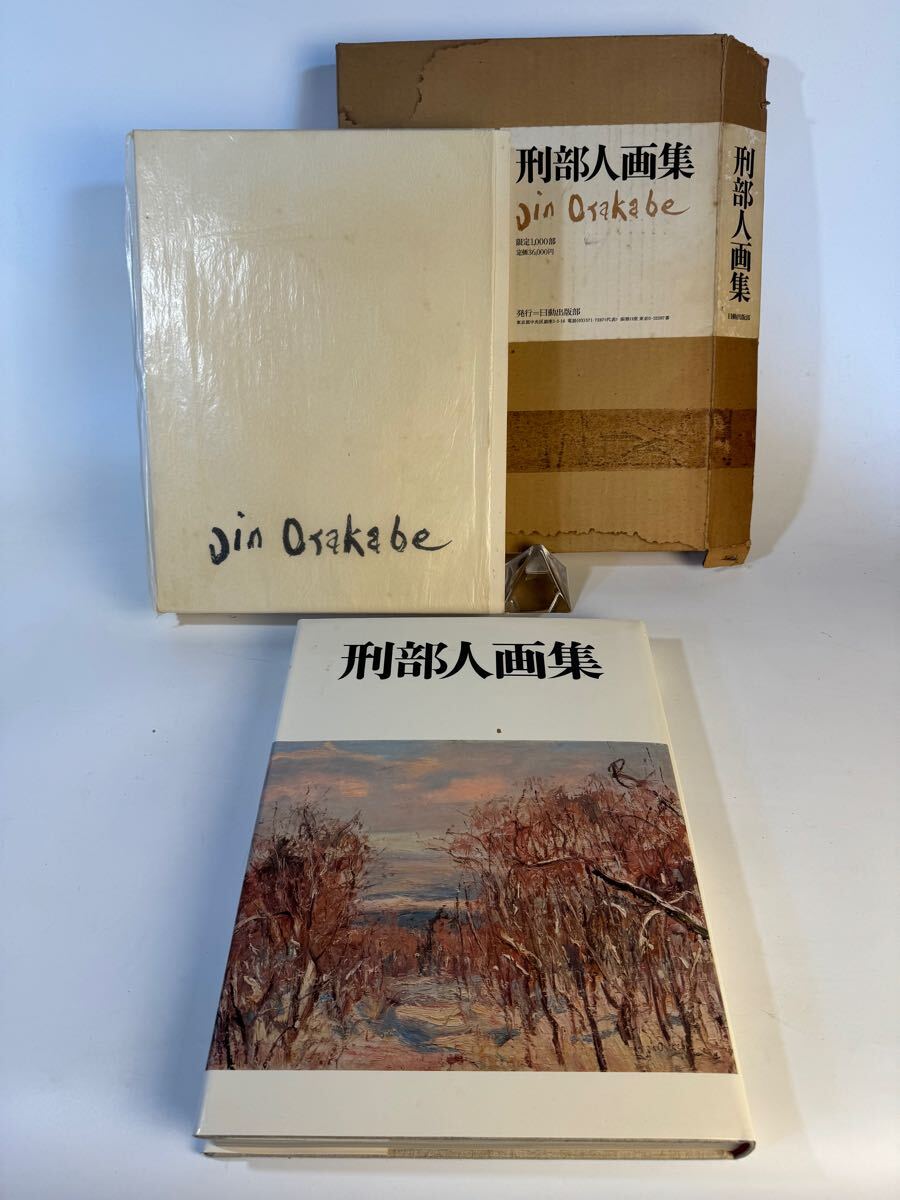 刑部人画集
Jin Osakabe
限定1,000部
定価36,000円
発行=日動出版部
刑部人画集
日動出版部
Jin Osakabe
刑部人画集